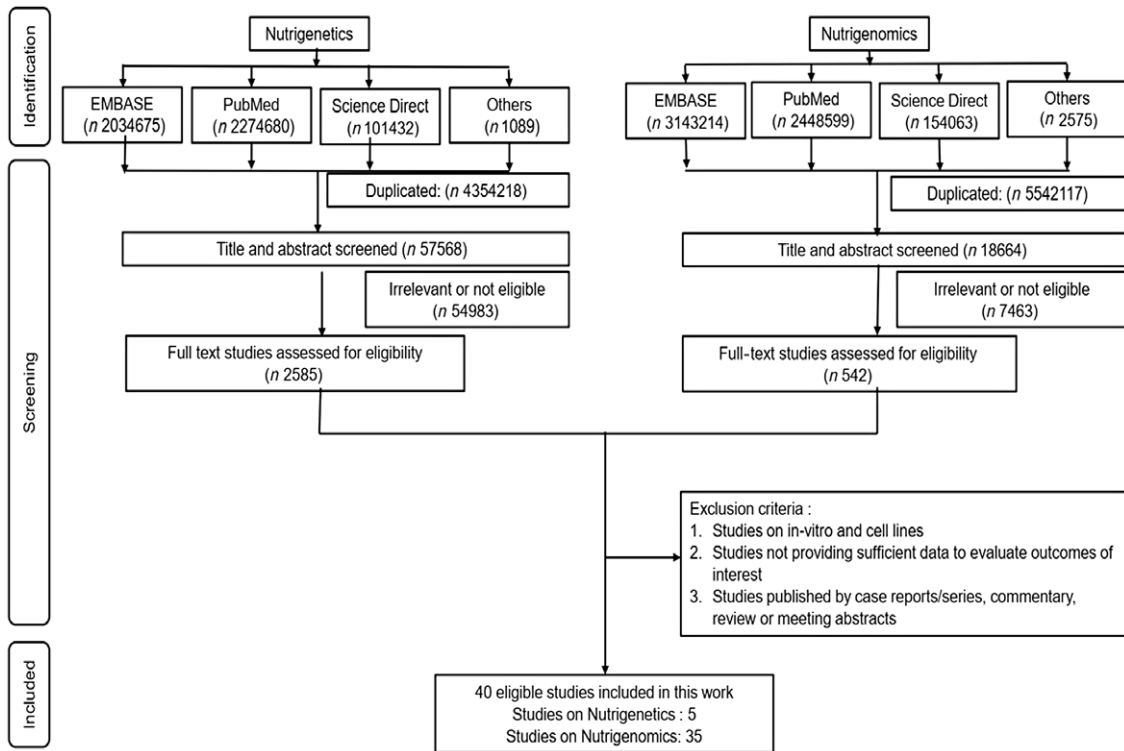 Identification
Nutrigenetics
Nutrigenomics
EMBASE
(n 2034675)
PubMed
(n 2274680)
Science Direct
(n 101432)
Others
(n 1089)
EMBASE
(n 3143214)
PubMed
(n 2448599)
Science Direct
(n 154063)
Others
(n 2575)
Screening
Duplicated: (n 4354218)
Duplicated: (n 5542117)
Title and abstract screened (n 57568)
Title and abstract screened (n 18664)
Irrelevant or not eligible
(n 54983)
Irrelevant or not eligible
(n 7463)
Full text studies assessed for eligibility
(n 2585)
Full-text studies assessed for eligibility
(n 542)
Exclusion criteria :
1. Studies on in-vitro and cell lines
2. Studies not providing sufficient data to evaluate outcomes of
interest
3. Studies published by case reports/series, commentary,
review or meeting abstracts
Included
40 eligible studies included in this work
Studies on Nutrigenetics : 5
Studies on Nutrigenomics: 35